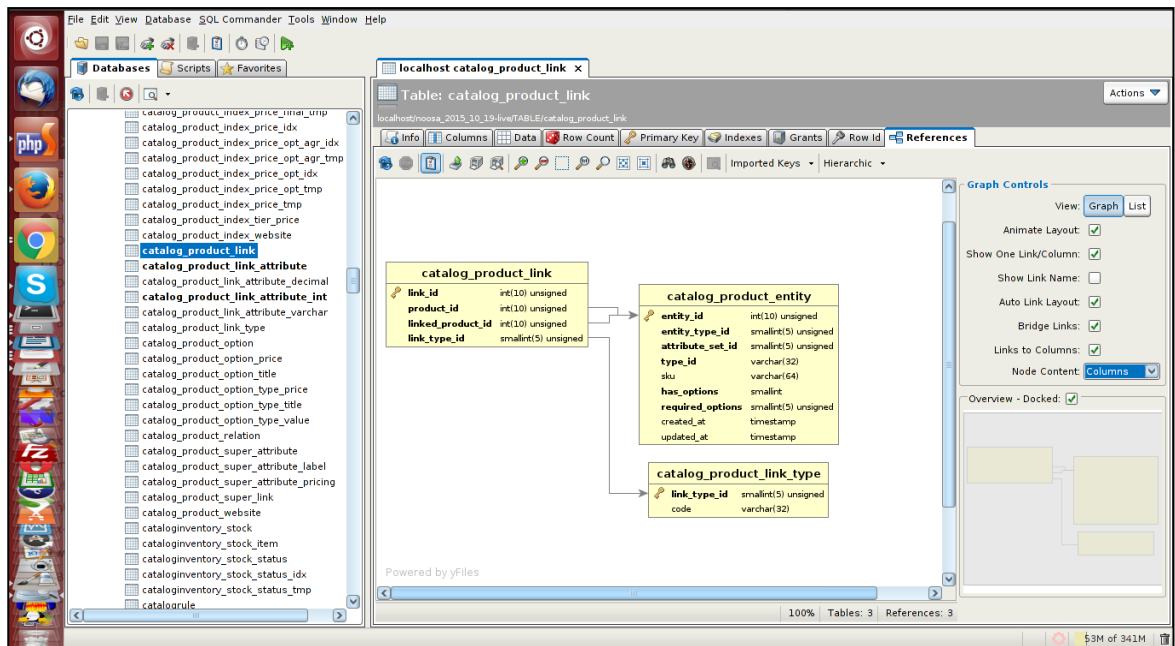 File Edit View Database SQL Commander Tools Window Help
Databases Scripts Favorites
catalog_product_index_price_final_tmp
catalog_product_index_price_idx
catalog_product_index_price_opt_agr_idx
catalog_product_index_price_opt_agr_tmp
catalog_product_index_price_opt_idx
catalog_product_index_price_opt_tmp
catalog_product_index_price_tmp
catalog_product_index_tier_price
catalog_product_index_website
catalog_product_link
catalog_product_link_attribute
catalog_product_link_attribute_decimal
catalog_product_link_attribute_int
catalog_product_link_attribute_varchar
catalog_product_link_type
catalog_product_option
catalog_product_option_price
catalog_product_option_title
catalog_product_option_type_price
catalog_product_option_type_title
catalog_product_option_type_value
catalog_product_relation
catalog_product_super_attribute
catalog_product_super_attribute_label
catalog_product_super_attribute_pricing
catalog_product_super_link
catalog_product_website
cataloginventory_stock
cataloginventory_stock_item
cataloginventory_stock_status
cataloginventory_stock_status_idx
cataloginventory_stock_status_tmp
catalogrule
php
S
FZ
localhost catalog_product_link x
Table: catalog_product_link
Actions
localhost/noosa_2015_10_19-live/TABLE/catalog_product_link
Info Columns Data Row Count Primary Key Indexes Grants Row Id References
Imported Keys Hierarchic
catalog_product_link
link_id int(10) unsigned
product_id int(10) unsigned
linked_product_id int(10) unsigned
link_type_id smallint(5) unsigned
catalog_product_entity
entity_id int(10) unsigned
entity_type_id smallint(5) unsigned
attribute_set_id smallint(5) unsigned
type_id varchar(32)
sku varchar(64)
has_options smallint
required_options smallint(5) unsigned
created_at timestamp
updated_at timestamp
catalog_product_link_type
link_type_id smallint(5) unsigned
code varchar(32)
Powered by yFiles
Graph Controls
View: Graph List
Animate Layout:
Show One Link/Column:
Show Link Name:
Auto Link Layout:
Bridge Links:
Links to Columns:
Node Content: Columns
Overview - Docked:
100% Tables: 3 References: 3
53M of 341M